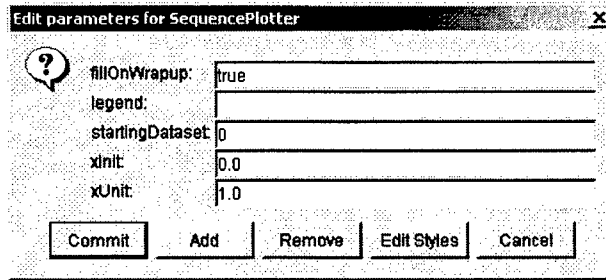 Edit parameters for SequencePlotter
?
fillOnWrapup: true
legend:
startingDataset: 0
xInit: 0.0
xUnit: 1.0
Commit Add Remove Edit Styles Cancel